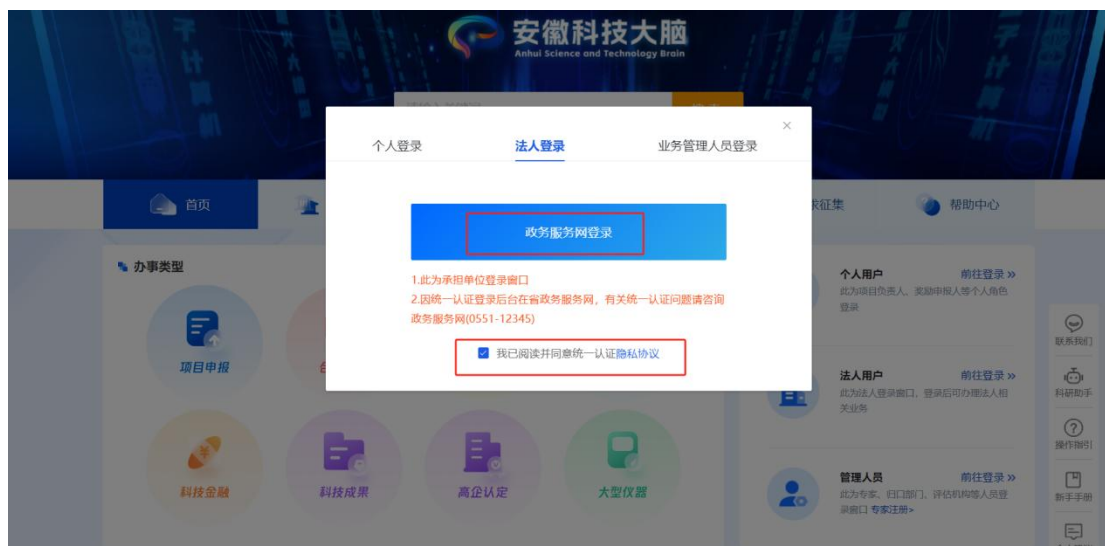 安徽科技大脑
Anhui Science and Technology Brain
个人登录
法人登录
业务管理人员登录
首页
求征集
帮助中心
政务服务网登录
1.此为承担单位登录窗口
2.因统一认证登录后台在省政务服务网，有关统一认证问题请咨询
政务服务网(0551-12345)
我已阅读并同意统一认证隐私协议
办事类型
项目申报
科技金融
科技成果
高企认定
大型仪器
个人用户
前往登录 »
此为项目负责人、奖励申报人等个人角色
登录
法人用户
前往登录 »
此为法人登录窗口，登录后可办理法人相
关业务
管理人员
前往登录 »
此为专家、归口部门、评估机构等人员登
录窗口 专家注册>
联系我们
科研助手
操作指引
新手手册